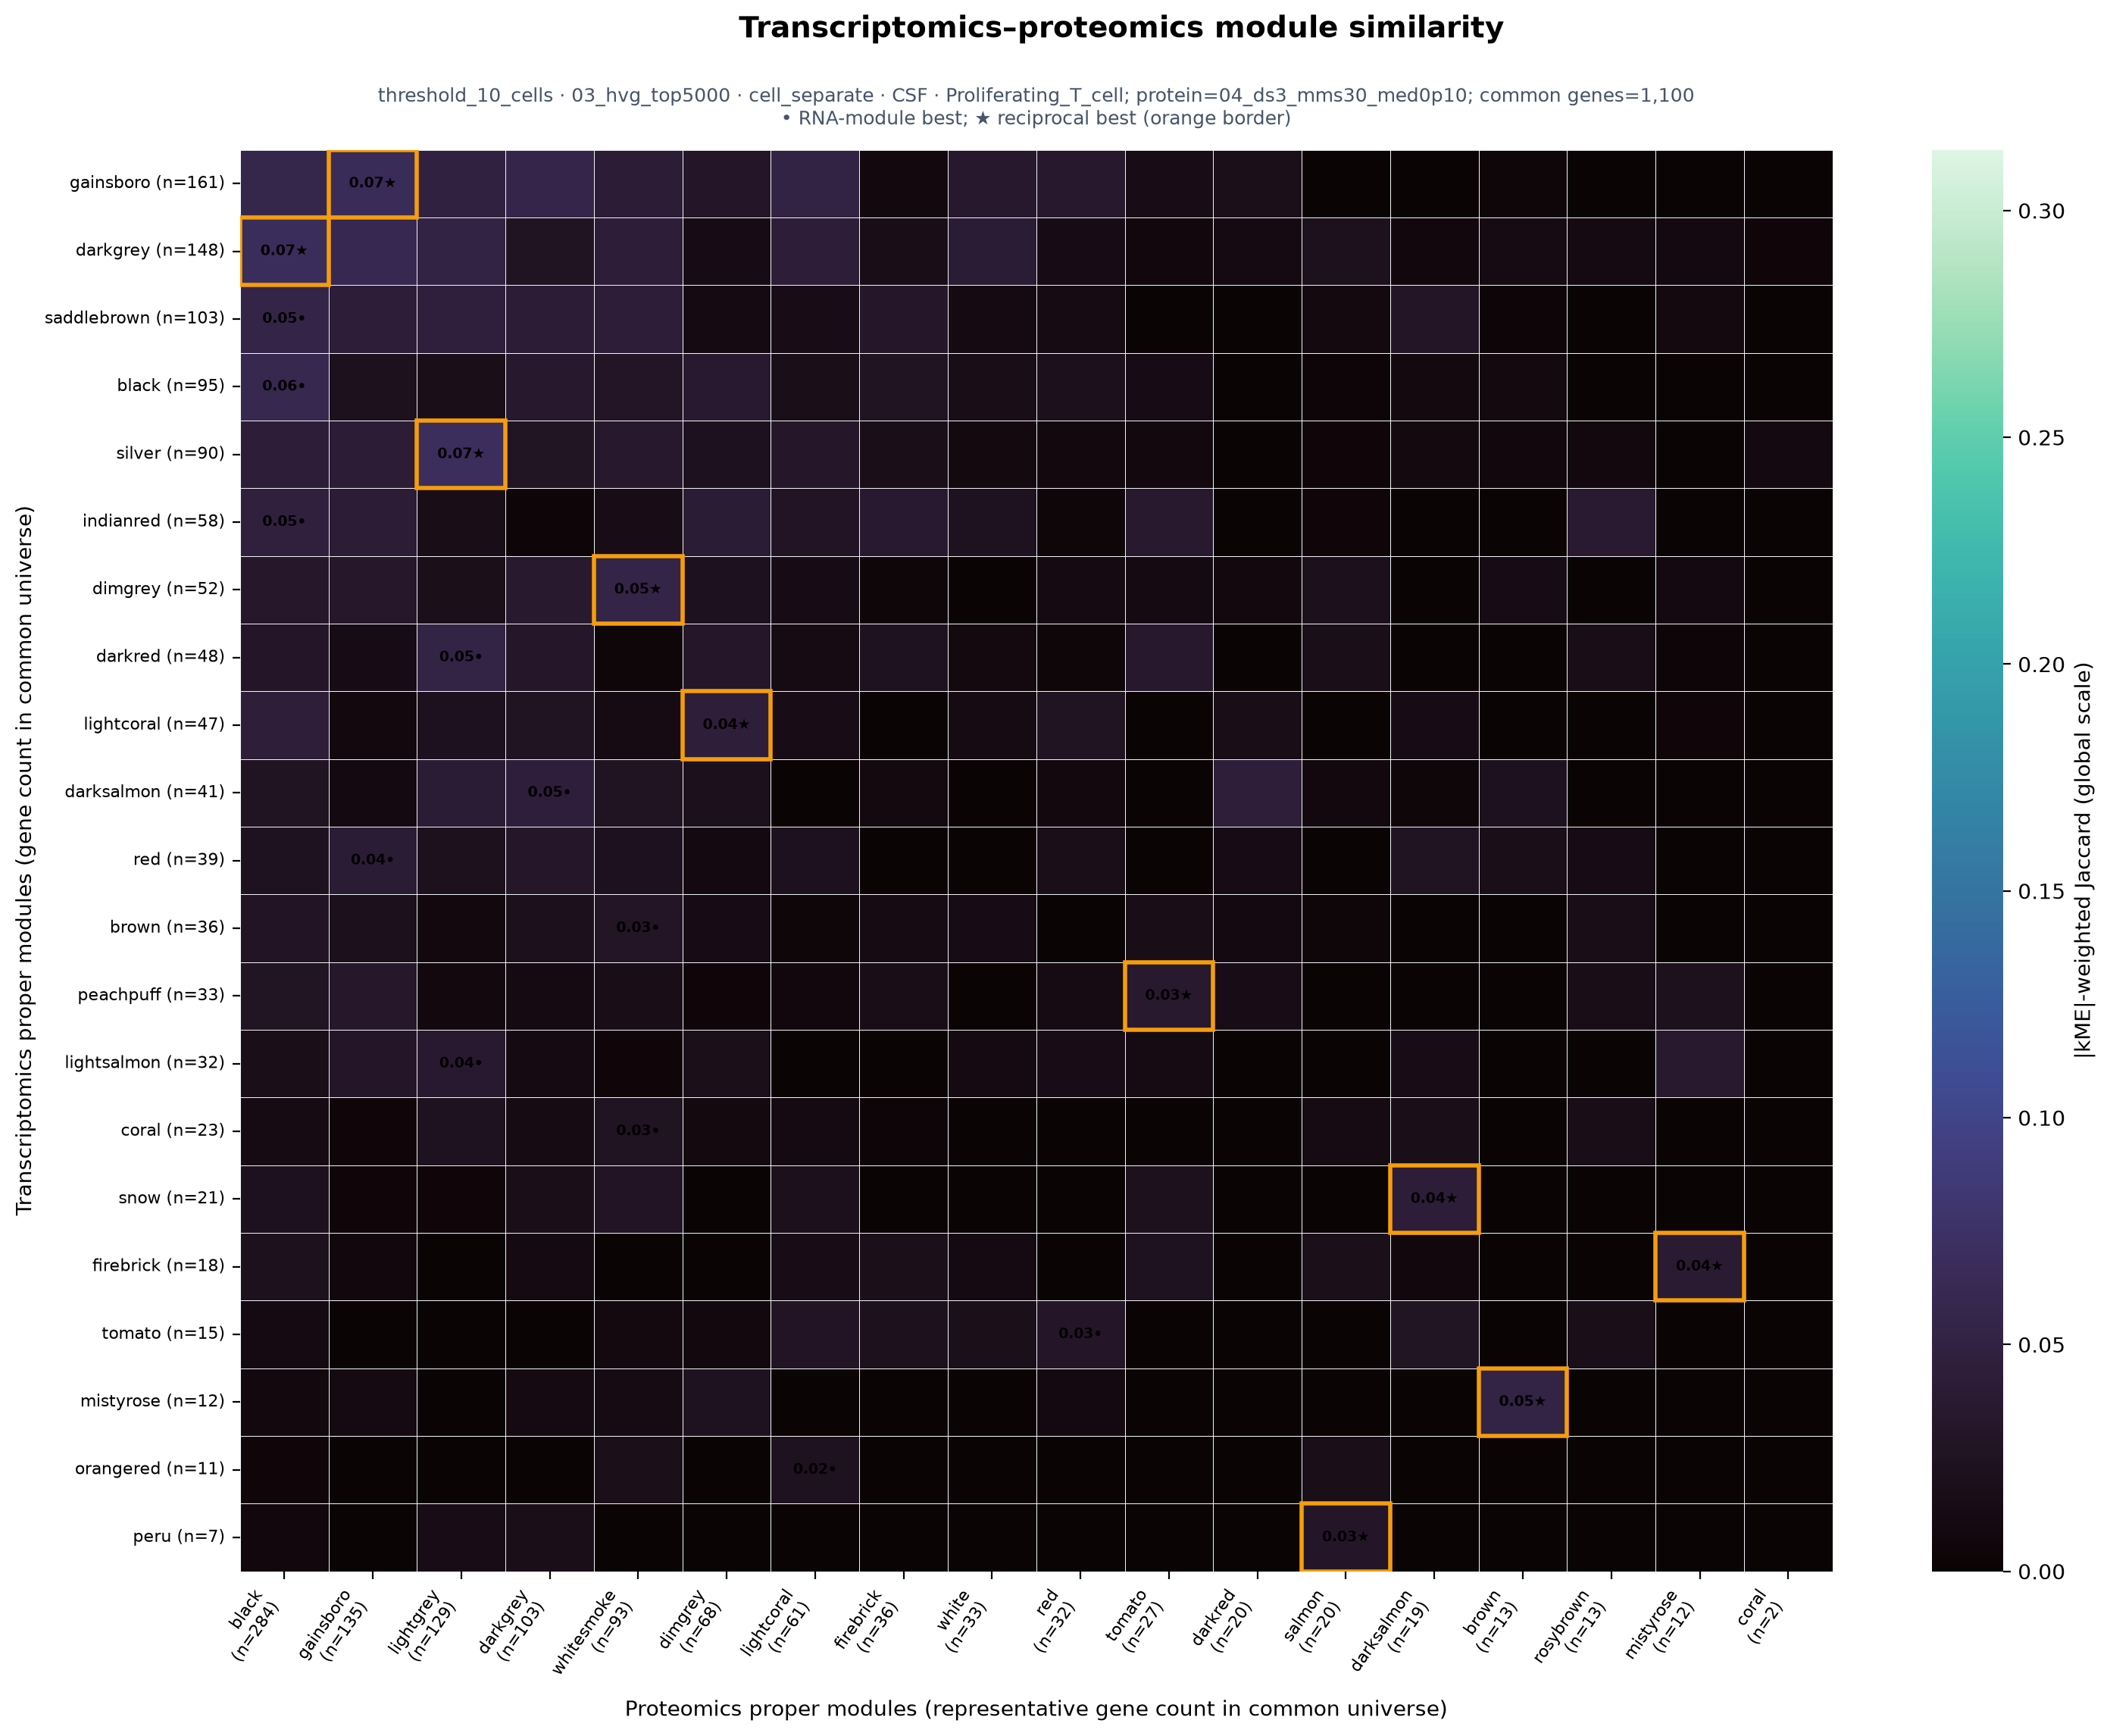 Transcriptomics–proteomics module similarity
threshold_10_cells · 03_hvg_top5000 · cell_separate · CSF · Proliferating_T_cell; protein=04_ds3_mms30_med0p10; common genes=1,100
• RNA-module best; ★ reciprocal best (orange border)
Transcriptomics proper modules (gene count in common universe)
gainsboro (n=161)
0.07★
darkgrey (n=148)
0.07★
saddlebrown (n=103)
0.05•
black (n=95)
0.06•
silver (n=90)
0.07★
indianred (n=58)
0.05•
dimgrey (n=52)
0.05★
darkred (n=48)
0.05•
lightcoral (n=47)
0.04★
darksalmon (n=41)
0.05•
red (n=39)
0.04•
brown (n=36)
0.03•
peachpuff (n=33)
0.03★
lightsalmon (n=32)
0.04•
coral (n=23)
0.03•
snow (n=21)
0.04★
firebrick (n=18)
0.04★
tomato (n=15)
0.03•
mistyrose (n=12)
0.05★
orangered (n=11)
0.02•
peru (n=7)
0.03★
black
(n=284)
gainsboro
(n=135)
lightgrey
(n=129)
darkgrey
(n=103)
whitesmoke
(n=93)
dimgrey
(n=68)
lightcoral
(n=61)
firebrick
(n=36)
white
(n=33)
red
(n=32)
tomato
(n=27)
darkred
(n=20)
salmon
(n=20)
darksalmon
(n=19)
brown
(n=13)
rosybrown
(n=13)
mistyrose
(n=12)
coral
(n=2)
Proteomics proper modules (representative gene count in common universe)
0.30
0.25
0.20
0.15
0.10
0.05
0.00
|kME|-weighted Jaccard (global scale)